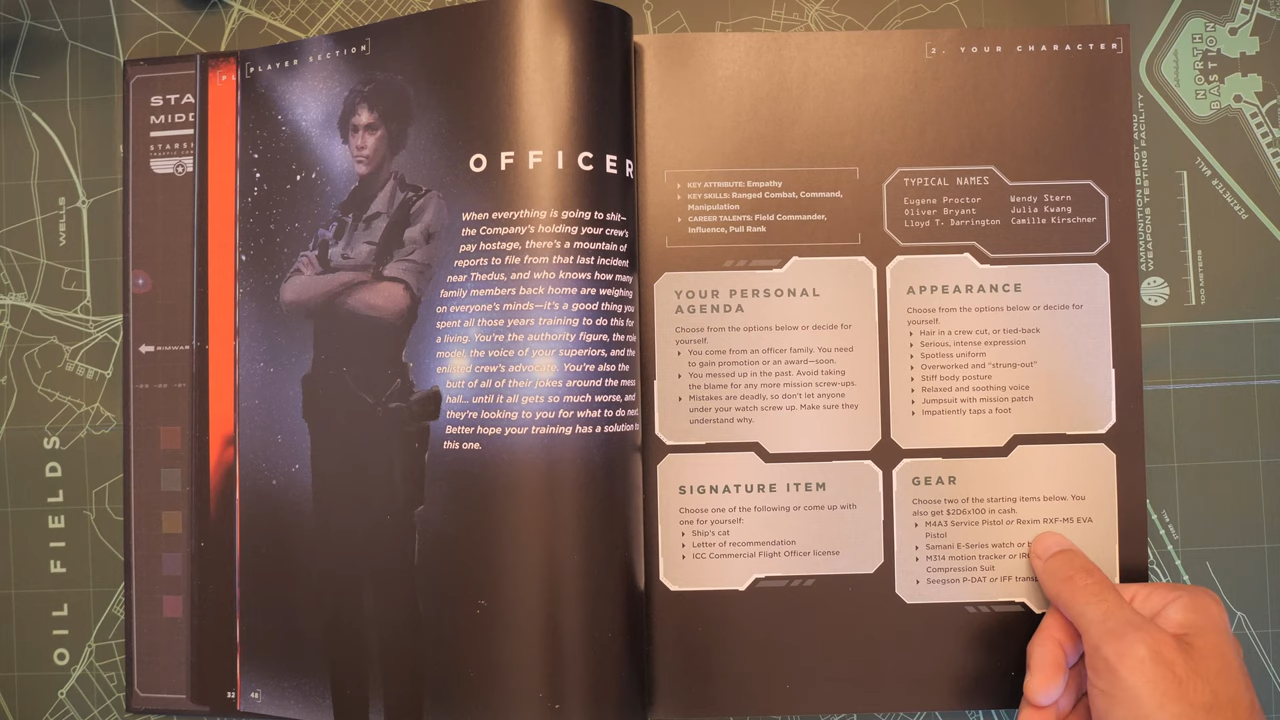 STA
MIDD
STARSH
TRAFFIC CON
RIMWAR
32
OIL FIELDS
WELLS
PL
PLAYER SECTION
OFFICER
When everything is going to shit—
the Company's holding your crew's
pay hostage, there's a mountain of
reports to file from that last incident
near Thedus, and who knows how many
family members back home are weighing
on everyone's minds—it's a good thing you
spent all those years training to do this for
a living. You're the authority figure, the role
model, the voice of your superiors, and the
enlisted crew's advocate. You're also the
butt of all of their jokes around the mess
hall... until it all gets so much worse, and
they're looking to you for what to do next.
Better hope your training has a solution to
this one.
48
2. YOUR CHARACTER
KEY ATTRIBUTE: Empathy
KEY SKILLS: Ranged Combat, Command,
Manipulation
CAREER TALENTS: Field Commander,
Influence, Pull Rank
TYPICAL NAMES
Eugene Proctor
Oliver Bryant
Lloyd T. Darrington
Wendy Stern
Julia Kwang
Camille Kirschner
YOUR PERSONAL
AGENDA
Choose from the options below or decide for
yourself.
You come from an officer family. You need
to gain promotion or an award—soon.
You messed up in the past. Avoid taking
the blame for any more mission screw-ups.
Mistakes are deadly, so don't let anyone
under your watch screw up. Make sure they
understand why.
APPEARANCE
Choose from the options below or decide for
yourself.
Hair in a crew cut, or tied-back
Serious, intense expression
Spotless uniform
Overworked and "strung-out"
Stiff body posture
Relaxed and soothing voice
Jumpsuit with mission patch
Impatiently taps a foot
SIGNATURE ITEM
Choose one of the following or come up with
one for yourself:
Ship's cat
Letter of recommendation
ICC Commercial Flight Officer license
GEAR
Choose two of the starting items below. You
also get $2D6x100 in cash.
M4A3 Service Pistol or Rexim RXF-M5 EVA
Pistol
Samani E-Series watch or b
M314 motion tracker or IR
Compression Suit
Seegson P-DAT or IFF transp
NORTH
BASTION
AMMUNITION DEPOT AND
WEAPONS TESTING FACILITY
PERIMETER WALL
100 METERS